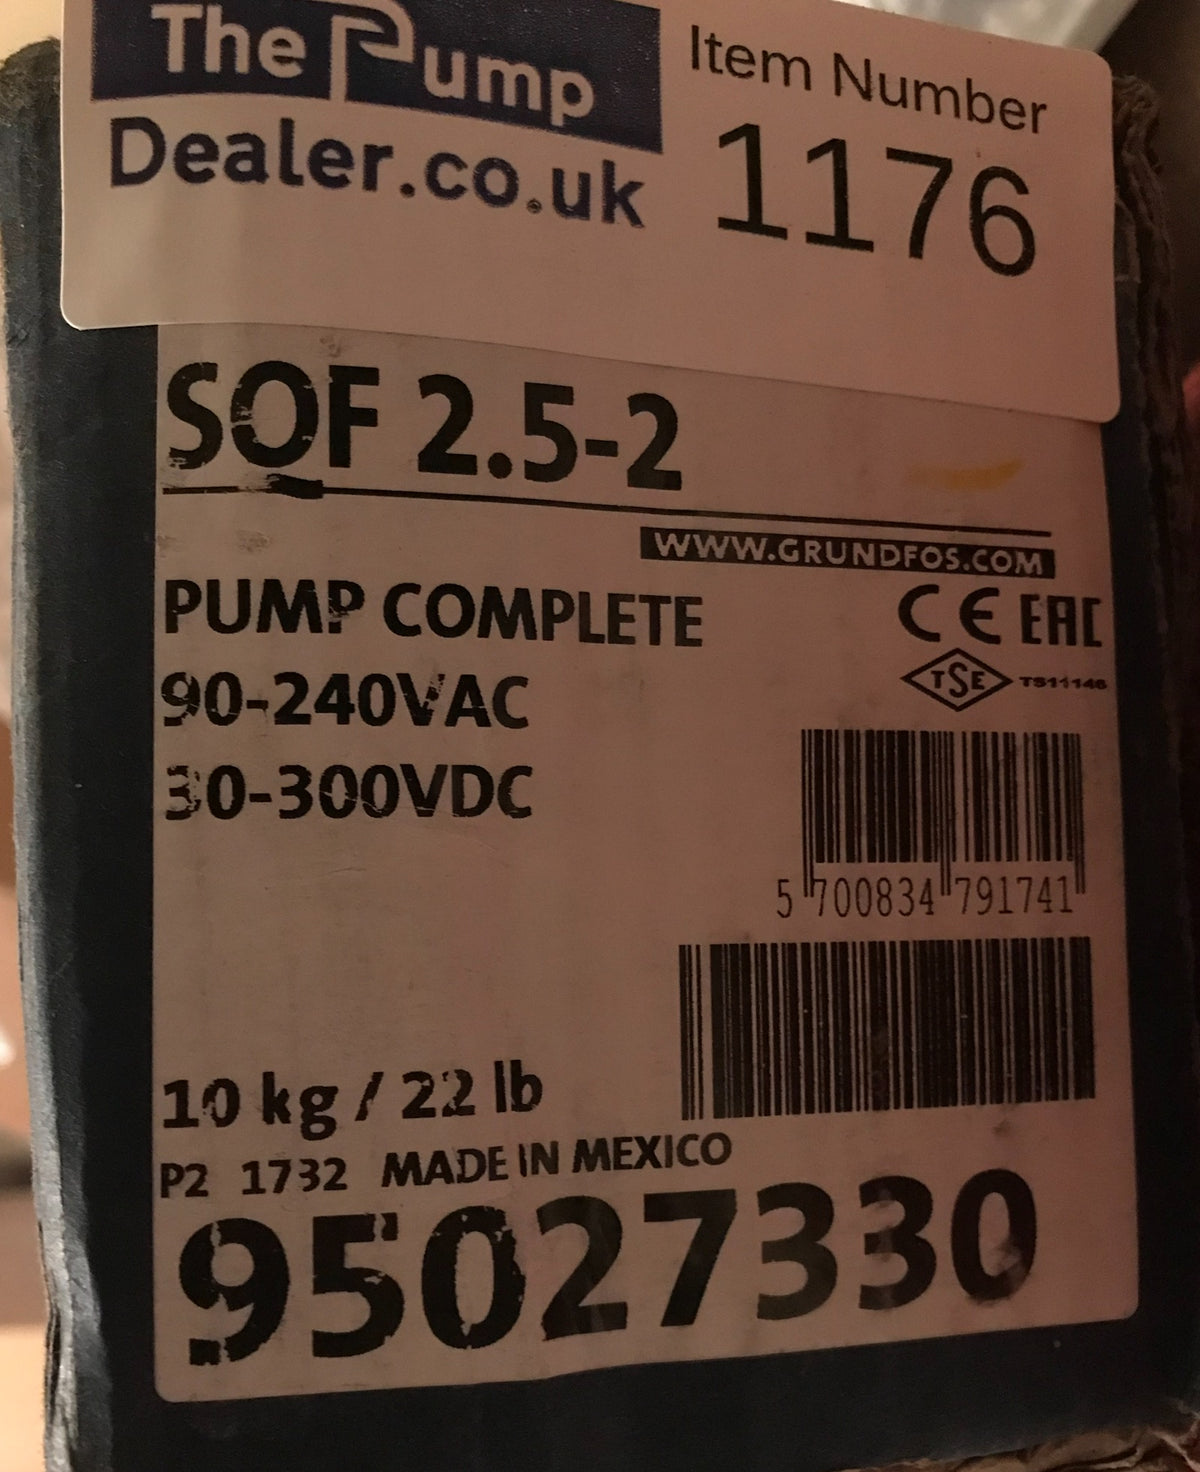 The Pump
Dealer.co.uk
Item Number
1176
SQF 2.5-2
WWW.GRUNDFOS.COM
PUMP COMPLETE
90-240VAC
30-300VDC
CE EAC
TSE TS11146
5 700834 791741
10 kg / 22 lb
P2 1732 MADE IN MEXICO
95027330